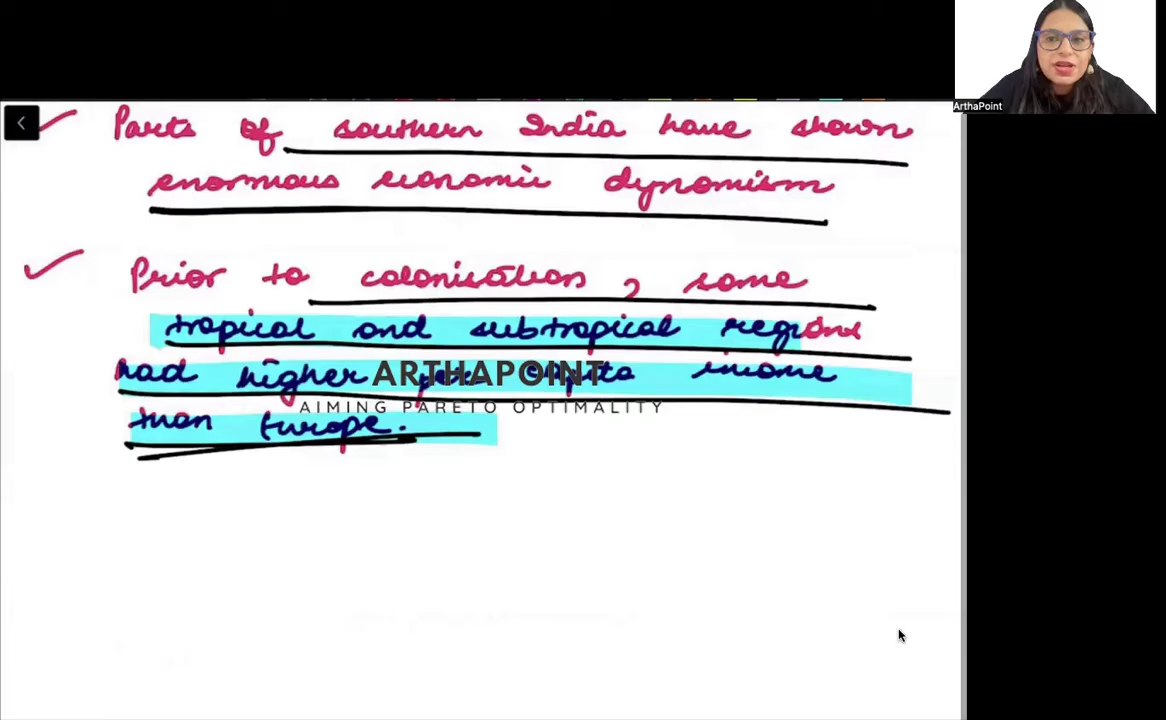 ArthaPoint
Parts of southern India have shown
enormous economic dynamism
Prior to colonisation, some
tropical and subtropical regions
had higher per capita income
than Europe.
ARTHAPOINT
AIMING PARETO OPTIMALITY